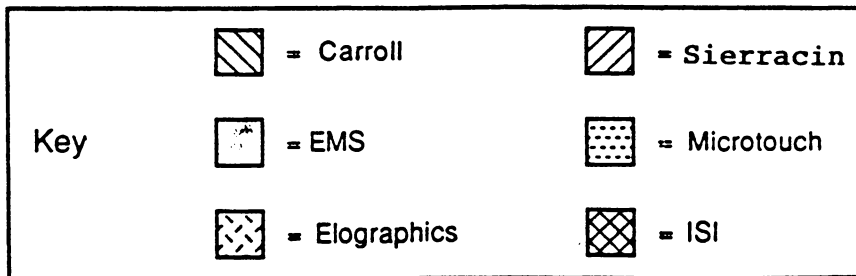 = Carroll = Sierracin
Key = EMS = Microtouch
= Elographics = ISI